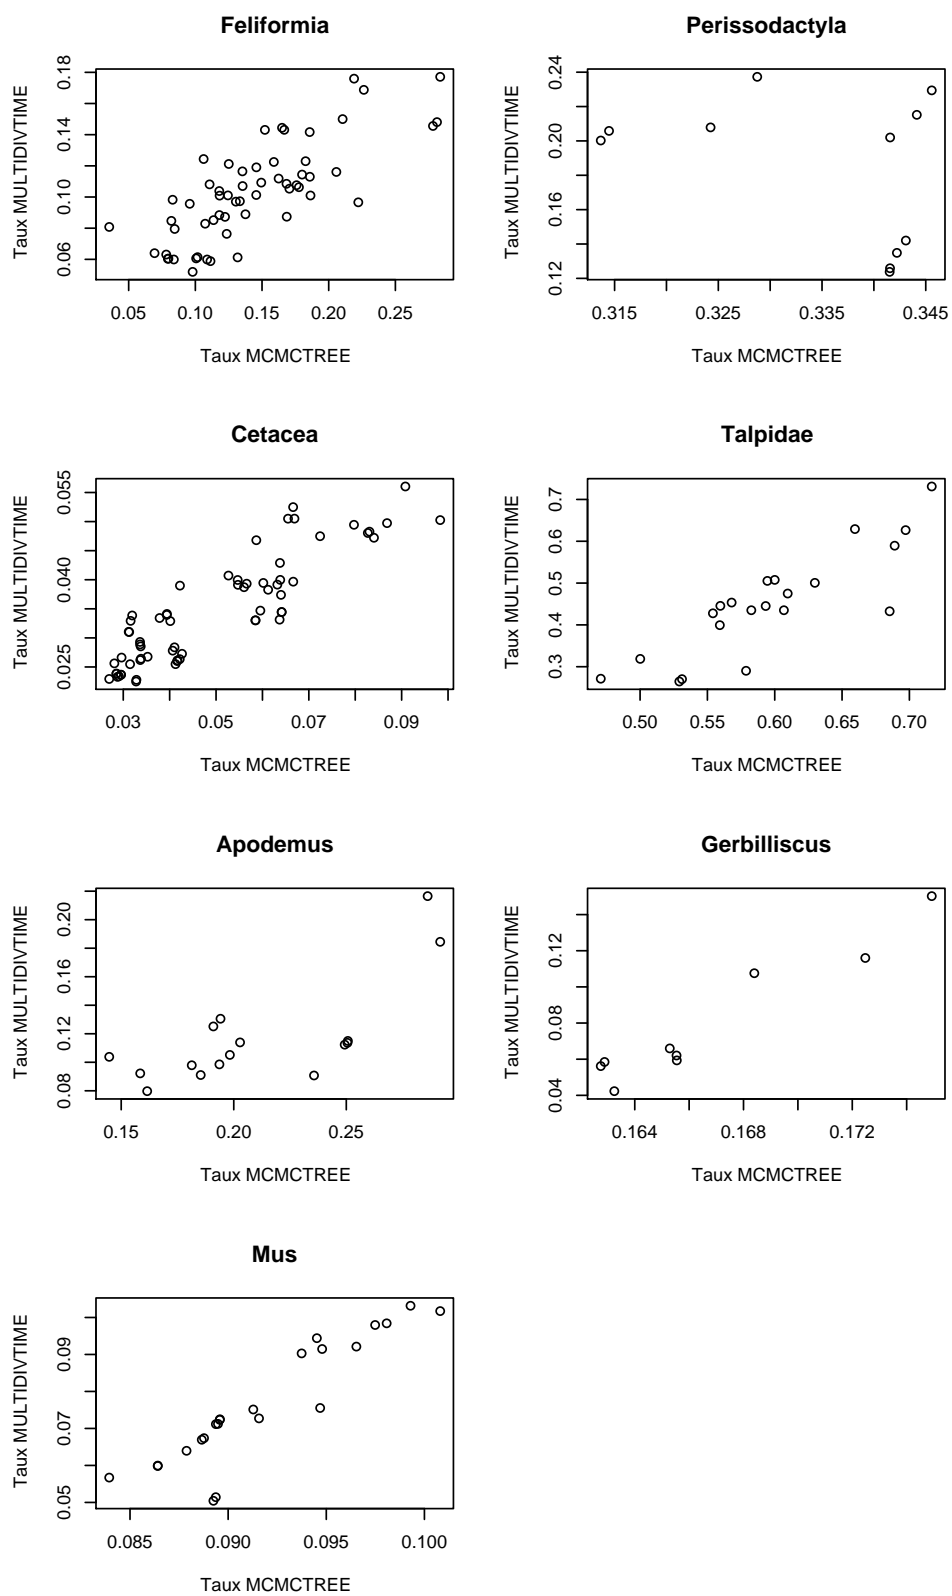 Feliformia
Taux MULTIDIVTIME
0.18
0.14
0.10
0.06
0.05 0.10 0.15 0.20 0.25
Taux MCMCTREE
Perissodactyla
Taux MULTIDIVTIME
0.24
0.20
0.16
0.12
0.315 0.325 0.335 0.345
Taux MCMCTREE
Cetacea
Taux MULTIDIVTIME
0.055
0.040
0.025
0.03 0.05 0.07 0.09
Taux MCMCTREE
Talpidae
Taux MULTIDIVTIME
0.7
0.6
0.5
0.4
0.3
0.50 0.55 0.60 0.65 0.70
Taux MCMCTREE
Apodemus
Taux MULTIDIVTIME
0.20
0.16
0.12
0.08
0.15 0.20 0.25
Taux MCMCTREE
Gerbilliscus
Taux MULTIDIVTIME
0.12
0.08
0.04
0.164 0.168 0.172
Taux MCMCTREE
Mus
Taux MULTIDIVTIME
0.09
0.07
0.05
0.085 0.090 0.095 0.100
Taux MCMCTREE